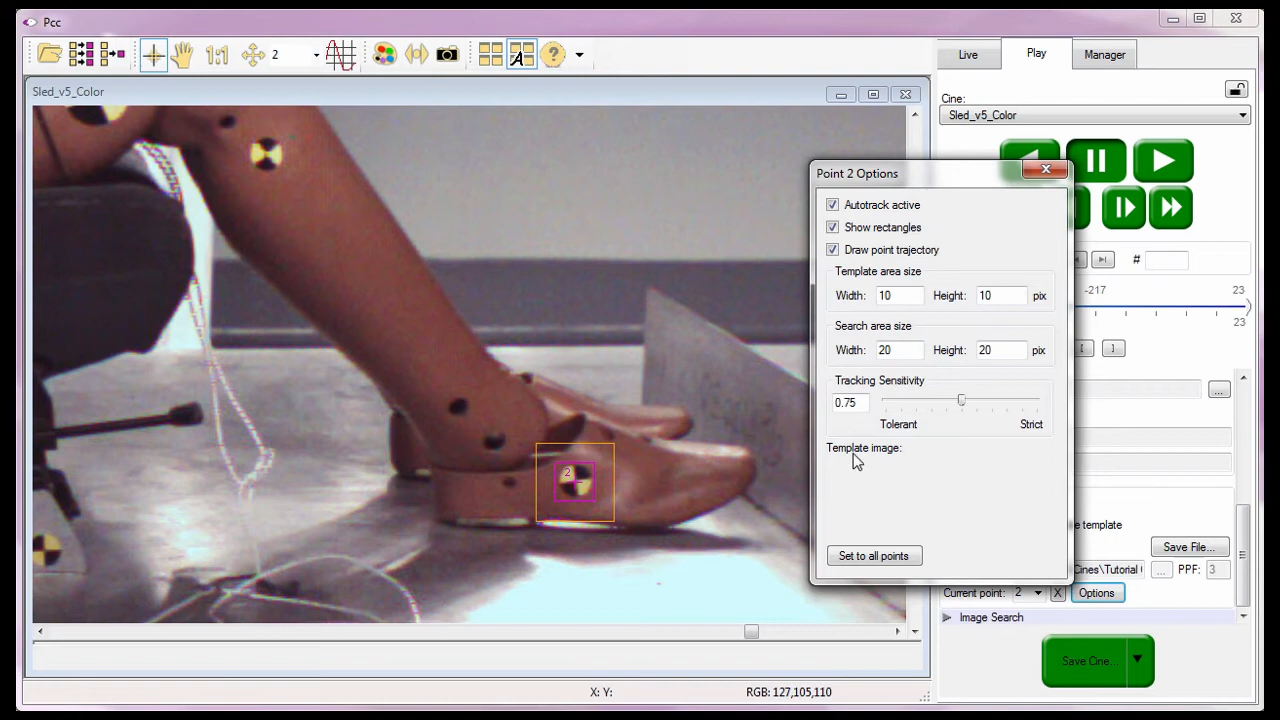 Pcc
1:1
2
A
?
Live
Play
Manager
Sled_v5_Color
Cine:
Sled_v5_Color
#
-217
23
23
[
]
...
2
Point 2 Options
Autotrack active
Show rectangles
Draw point trajectory
Template area size
Width: 10 Height: 10 pix
Search area size
Width: 20 Height: 20 pix
Tracking Sensitivity
0.75
Tolerant
Strict
Template image:
Set to all points
e template
Save File...
Cines\Tutorial
...
PPF: 3
Current point: 2
X
Options
Image Search
Save Cine...
X: Y:
RGB: 127,105,110